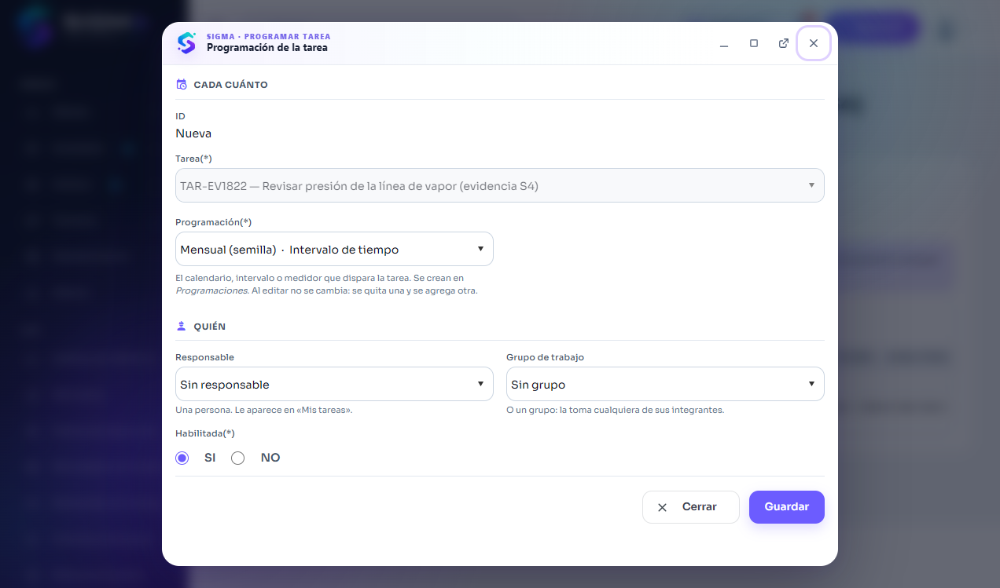 SIGMA · PROGRAMAR TAREA
Programación de la tarea
CADA CUÁNTO
ID
Nueva
Tarea(*)
TAR-EV1822 — Revisar presión de la línea de vapor (evidencia S4)
Programación(*)
Mensual (semilla) · Intervalo de tiempo
El calendario, intervalo o medidor que dispara la tarea. Se crean en
Programaciones. Al editar no se cambia: se quita una y se agrega otra.
QUIÉN
Responsable
Grupo de trabajo
Sin responsable
Sin grupo
Una persona. Le aparece en «Mis tareas».
O un grupo: la toma cualquiera de sus integrantes.
Habilitada(*)
SI
NO
Cerrar
Guardar